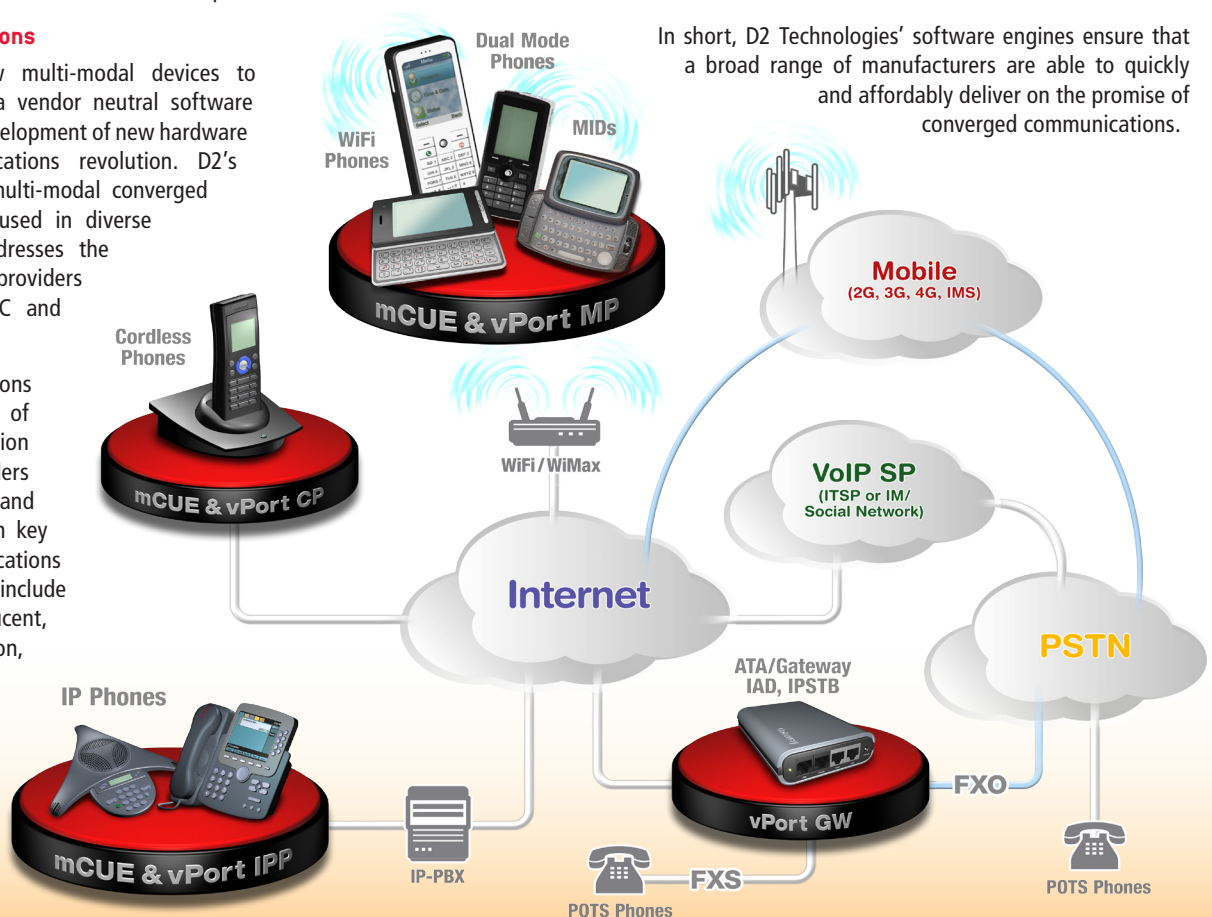 ons
multi-modal devices to
a vendor neutral software
elopment of new hardware
cations revolution. D2's
multi-modal converged
used in diverse
dresses the
providers
C and
ons
of
ion
ders
and
key
cations
include
ucent,
on,
In short, D2 Technologies' software engines ensure that
a broad range of manufacturers are able to quickly
and affordably deliver on the promise of
converged communications.
Dual Mode
Phones
WiFi
Phones
MIDs
mCUE & vPort MP
Cordless
Phones
mCUE & vPort CP
WiFi/WiMax
Mobile
(2G, 3G, 4G, IMS)
VoIP SP
(ITSP or IM/
Social Network)
Internet
PSTN
ATA/Gateway
IAD, IPSTB
vPort GW
FXO
IP Phones
mCUE & vPort IPP
IP-PBX
FXS
POTS Phones
POTS Phones